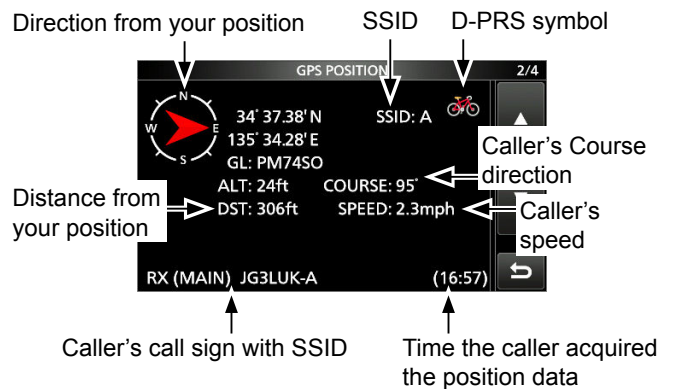 Direction from your position
SSID
D-PRS symbol
GPS POSITION
2/4
N
W
E
S
34°37.38'N
SSID: A
135°34.28'E
GL: PM74SO
Caller's Course
direction
ALT: 24ft
COURSE: 95°
Distance from
your position
DST: 306ft
SPEED: 2.3mph
Caller's
speed
RX (MAIN) JG3LUK-A
(16:57)
Caller's call sign with SSID
Time the caller acquired
the position data